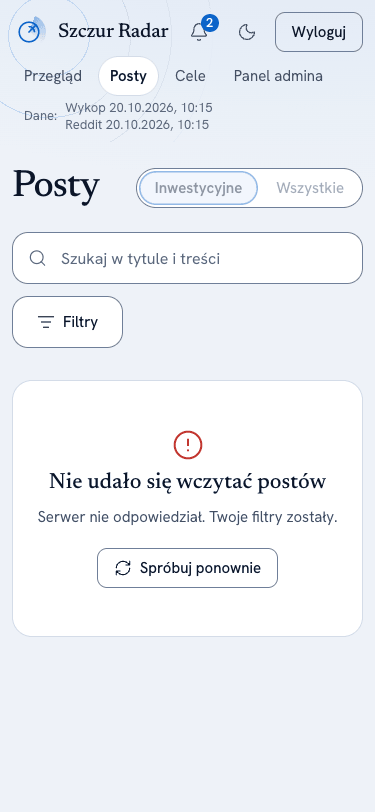 Szczur Radar
2
Wyloguj
Przegląd
Posty
Cele
Panel admina
Dane:
Wykop 20.10.2026, 10:15
Reddit 20.10.2026, 10:15
Posty
Inwestycyjne
Wszystkie
Szukaj w tytule i treści
Filtry
Nie udało się wczytać postów
Serwer nie odpowiedział. Twoje filtry zostały.
Spróbuj ponownie